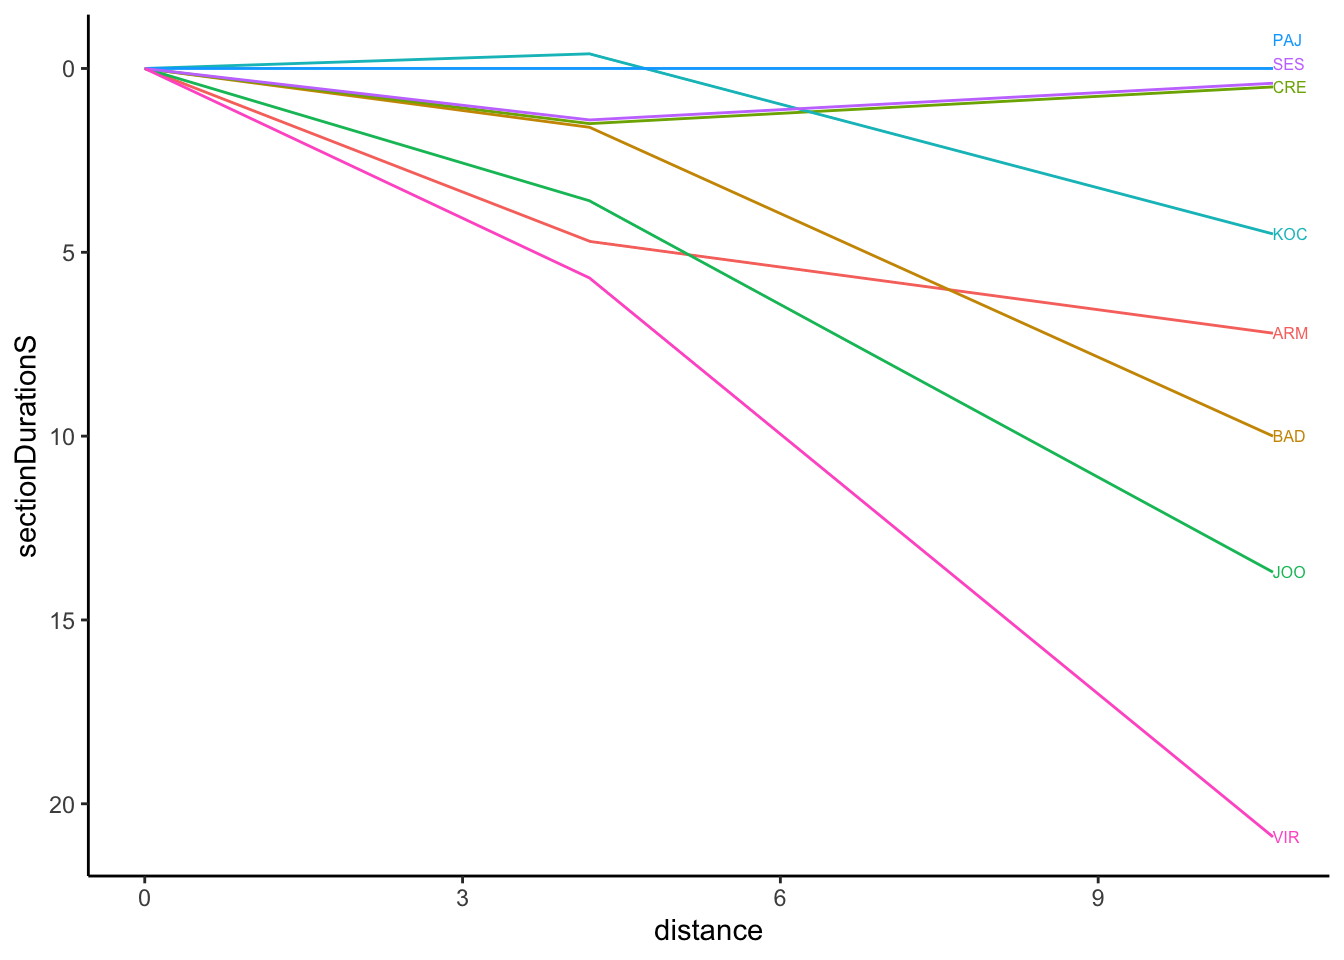 PAJ
SES
CRE
KOC
ARM
BAD
JOO
VIR
0
5
10
15
20
sectionDurationS
0 3 6 9
distance